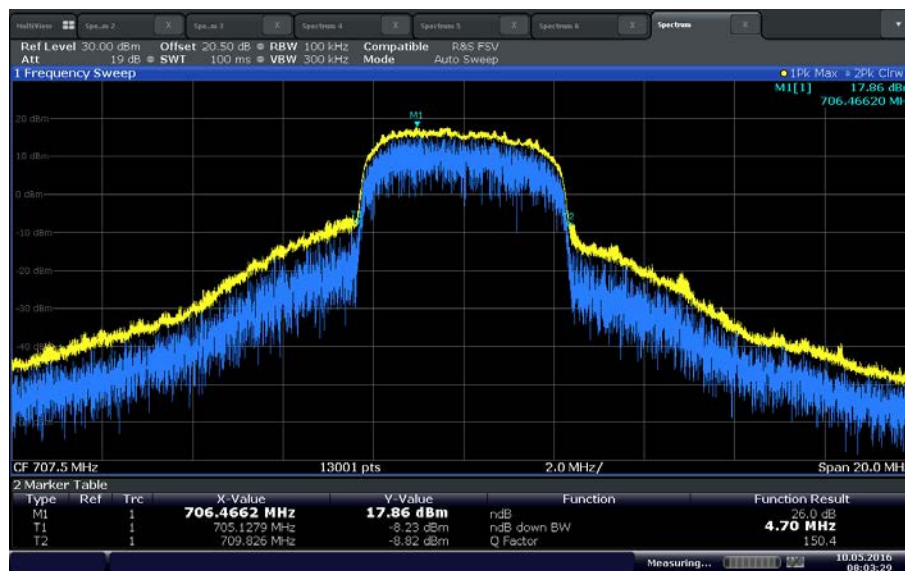 MultiView Spe...m 2 X Spe...m 3 X Spectrum 4 X Spectrum 5 X Spectrum 6 X Spectrum X
Ref Level 30.00 dBm Offset 20.50 dB RBW 100 kHz Compatible R&S FSV
Att 19 dB SWT 100 ms VBW 300 kHz Mode Auto Sweep
1 Frequency Sweep 1Pk Max 2Pk Clrw
M1[1] 17.86 dBm
706.46620 MH
M1
20 dBm
10 dBm
0 dBm
-10 dBm
-20 dBm
-30 dBm
-40 dBm
CF 707.5 MHz 13001 pts 2.0 MHz/ Span 20.0 MH
2 Marker Table
Type Ref Trc X-Value Y-Value Function Function Result
M1 1 706.4662 MHz 17.86 dBm ndB 26.0 dB
T1 1 705.1279 MHz -8.23 dBm ndB down BW 4.70 MHz
T2 1 709.826 MHz -8.82 dBm Q Factor 150.4
Measuring... 10.05.2016
08:03:29